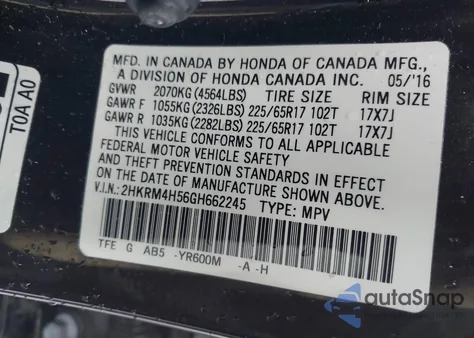 MFD. IN CANADA BY HONDA OF CANADA MFG.,
A DIVISION OF HONDA CANADA INC. 05/'16
GVWR 2070KG (4564LBS) TIRE SIZE RIM SIZE
GAWR F 1055KG (2326LBS) 225/65R17 102T 17X7J
GAWR R 1035KG (2282LBS) 225/65R17 102T 17X7J
THIS VEHICLE CONFORMS TO ALL APPLICABLE
FEDERAL MOTOR VEHICLE SAFETY
AND THEFT PREVENTION STANDARDS IN EFFECT
ON THE DATE OF MANUFACTURE SHOWN ABOVE.
V.I.N.: 2HKRM4H56GH662245 TYPE: MPV
TFE G AB5 -YR600M -A -H
T0A A0
autaSnap